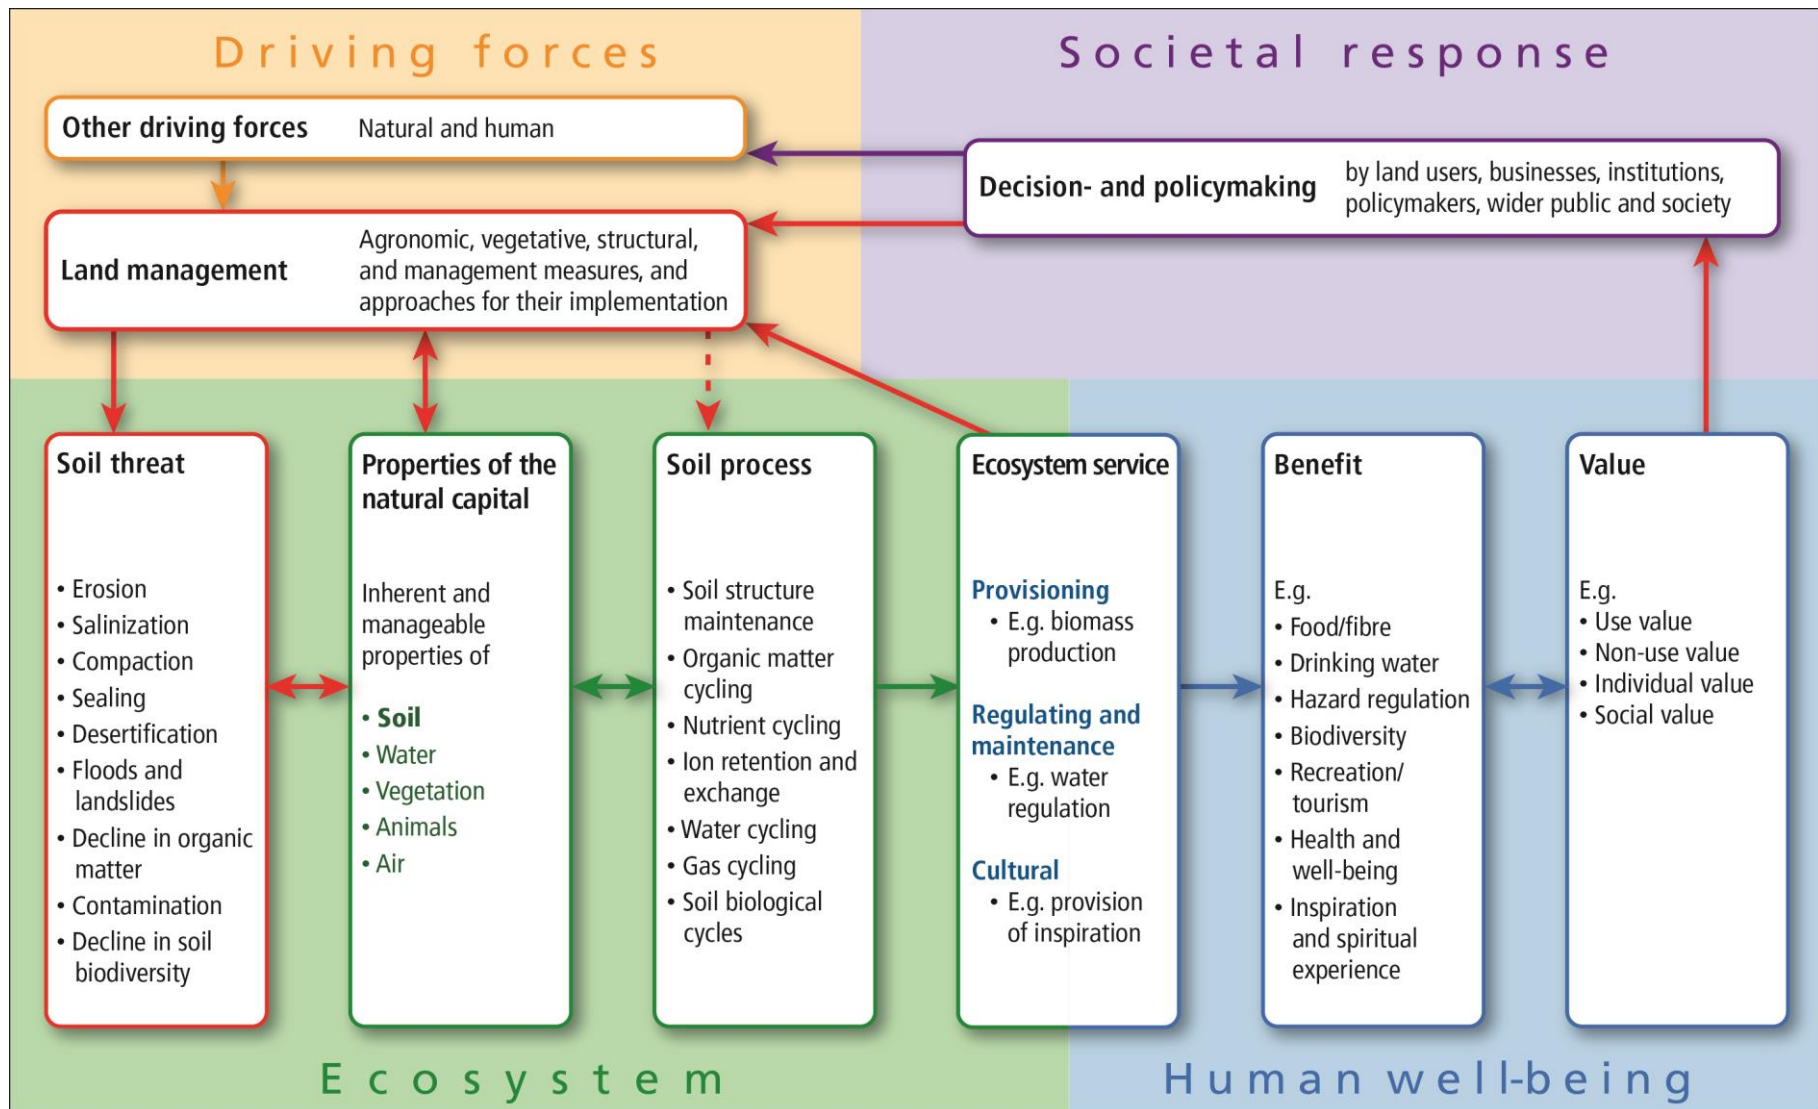 Driving forces
Societal response
Other driving forces
Natural and human
Decision- and policymaking
by land users, businesses, institutions,
policymakers, wider public and society
Land management
Agronomic, vegetative, structural,
and management measures, and
approaches for their implementation
Soil threat
• Erosion
• Salinization
• Compaction
• Sealing
• Desertification
• Floods and
landslides
• Decline in organic
matter
• Contamination
• Decline in soil
biodiversity
Properties of the
natural capital
Inherent and
manageable
properties of
• Soil
• Water
• Vegetation
• Animals
• Air
Soil process
• Soil structure
maintenance
• Organic matter
cycling
• Nutrient cycling
• Ion retention and
exchange
• Water cycling
• Gas cycling
• Soil biological
cycles
Ecosystem service
Provisioning
• E.g. biomass
production
Regulating and
maintenance
• E.g. water
regulation
Cultural
• E.g. provision
of inspiration
Benefit
E.g.
• Food/fibre
• Drinking water
• Hazard regulation
• Biodiversity
• Recreation/
tourism
• Health and
well-being
• Inspiration
and spiritual
experience
Value
E.g.
• Use value
• Non-use value
• Individual value
• Social value
Ecosystem
Human well-being